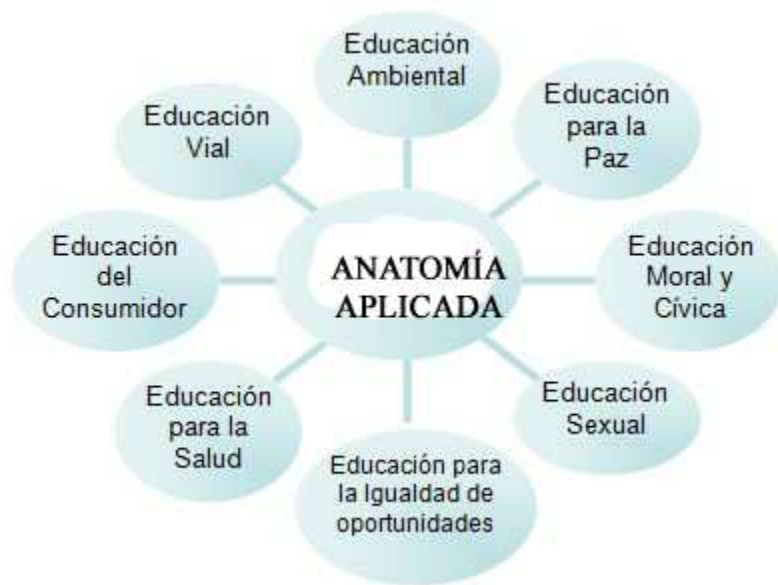 Educación
Ambiental
Educación
para la
Paz
Educación
Moral y
Cívica
Educación
Sexual
Educación para
la Igualdad de
oportunidades
Educación
para la
Salud
Educación
del
Consumidor
Educación
Vial
ANATOMÍA
APLICADA